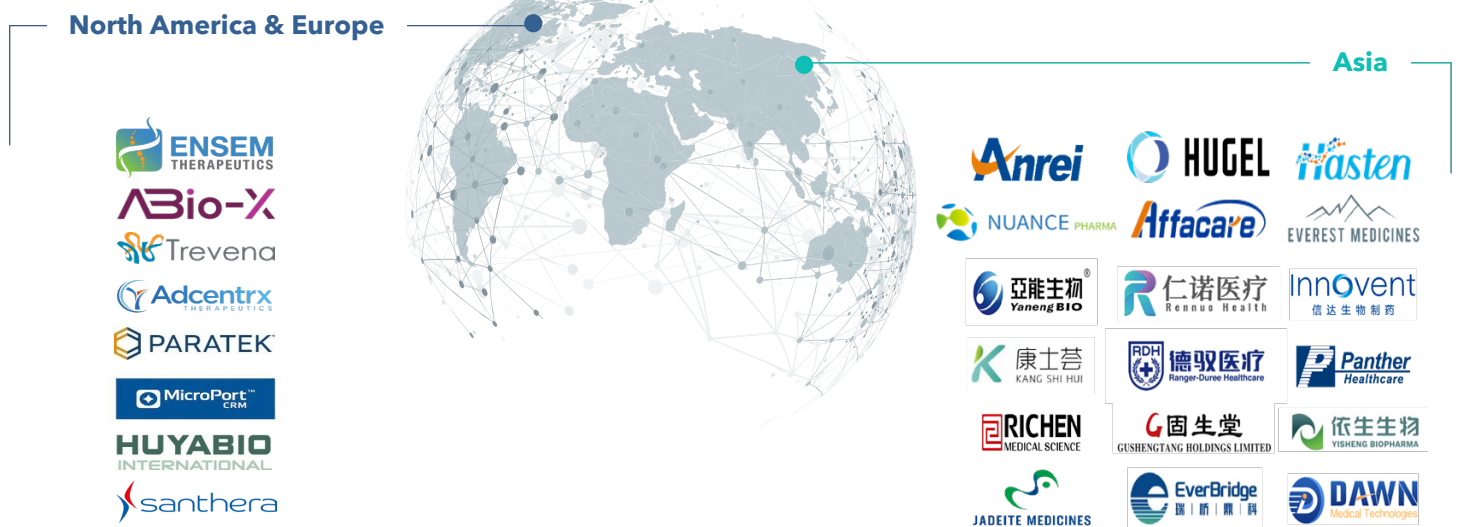 North America & Europe
Asia
ENSEM
THERAPEUTICS
ABio-X
Trevena
Adcentrx
THERAPEUTICS
PARATEK
MicroPort™
CRM
HUYABIO
INTERNATIONAL
santhera
Anrei
HUGEL
Hasten
NUANCE PHARMA
Affacare
EVEREST MEDICINES
亞能生物®
Yaneng BIO
仁诺医疗
Rennuo Health
Innovent
信达生物制药
康士荟
KANG SHI HUI
RDH
德驭医疗
Ranger-Duree Healthcare
Panther
Healthcare
RICHEN
MEDICAL SCIENCE
固生堂
GUSHENGTANG HOLDINGS LIMITED
依生生物
YISHENG BIOPHARMA
JADEITE MEDICINES
EverBridge
瑞 | 桥 | 鼎 | 科
DAWN
Medical Technologies